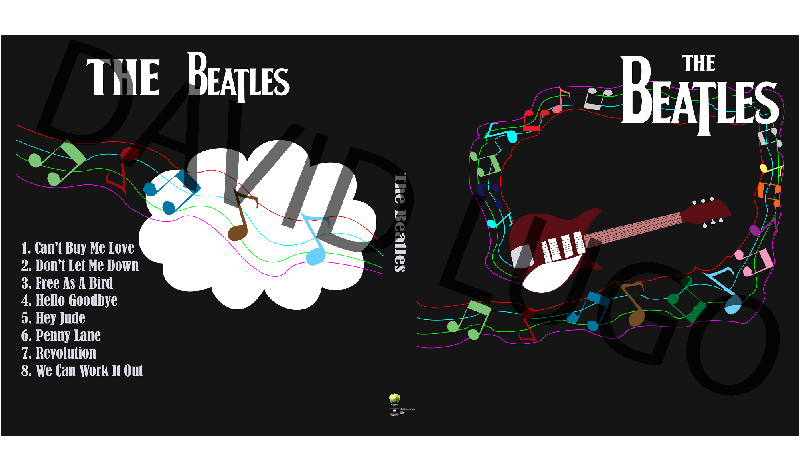 THE BEATLES
1. Can't Buy Me Love
2. Don't Let Me Down
3. Free As A Bird
4. Hello Goodbye
5. Hey Jude
6. Penny Lane
7. Revolution
8. We Can Work It Out
The Beatles
THE
BEATLES
DAVID LUGO